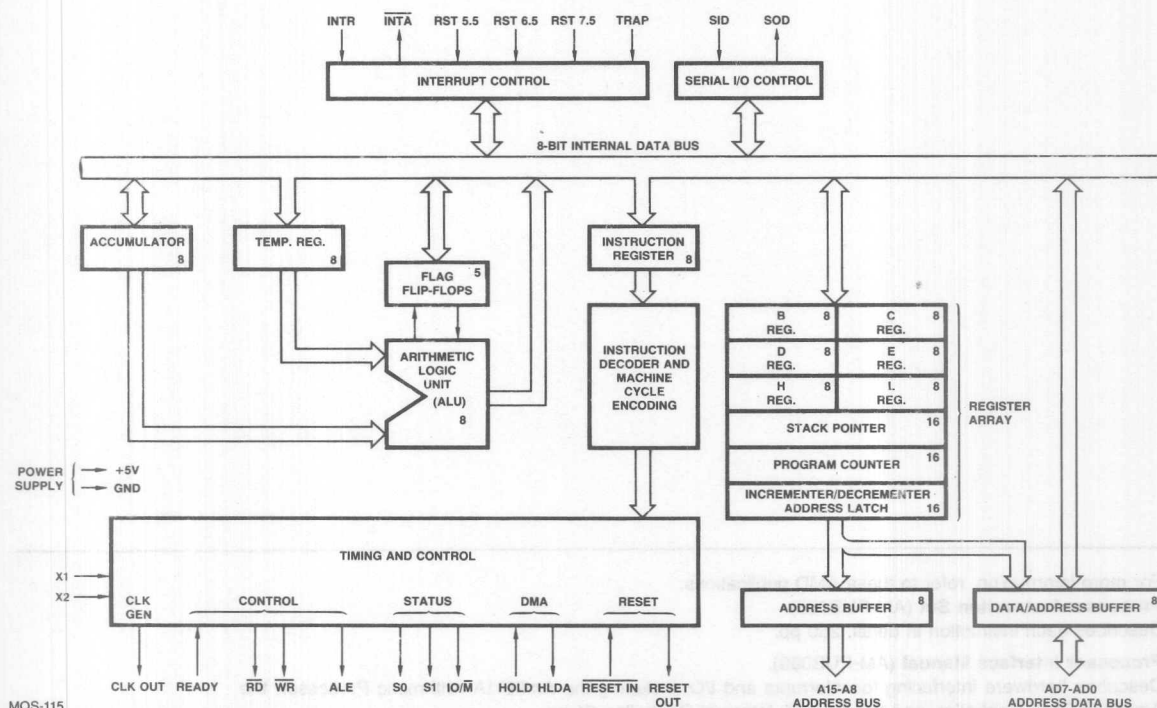 INTR INTA RST 5.5 RST 6.5 RST 7.5 TRAP SID SOD
INTERRUPT CONTROL
SERIAL I/O CONTROL
8-BIT INTERNAL DATA BUS
ACCUMULATOR
8
TEMP. REG.
8
FLAG 5
FLIP-FLOPS
INSTRUCTION
REGISTER 8
ARITHMETIC
LOGIC
UNIT
(ALU)
8
INSTRUCTION
DECODER AND
MACHINE
CYCLE
ENCODING
B 8
REG.
C 8
REG.
D 8
REG.
E 8
REG.
H 8
REG.
L 8
REG.
STACK POINTER 16
PROGRAM COUNTER 16
INCREMENTER/DECREMENTER
ADDRESS LATCH 16
REGISTER
ARRAY
POWER
SUPPLY
+5V
GND
TIMING AND CONTROL
X1
X2
CLK
GEN
CONTROL
STATUS
DMA
RESET
CLK OUT READY RD WR ALE S0 S1 IO/M HOLD HLDA RESET IN RESET
OUT
ADDRESS BUFFER 8
DATA/ADDRESS BUFFER 8
A15-A8
ADDRESS BUS
AD7-AD0
ADDRESS DATA BUS
MOS-115